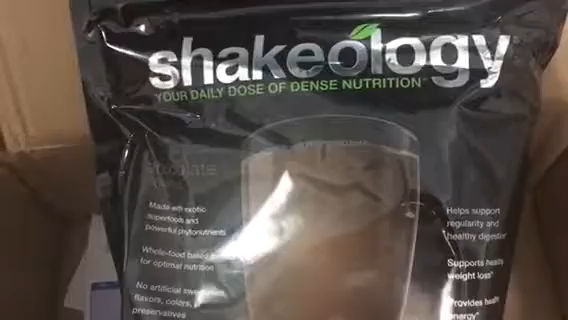 shakeology
YOUR DAILY DOSE OF DENSE NUTRITION
Made with exotic
superfoods and
powerful phytonutrients
Whole-food based
for optimal nutrition
No artificial
flavors, colors,
preservatives
Helps support
regularity and
healthy digestion*
Supports healthy
weight loss*
Provides
energy*